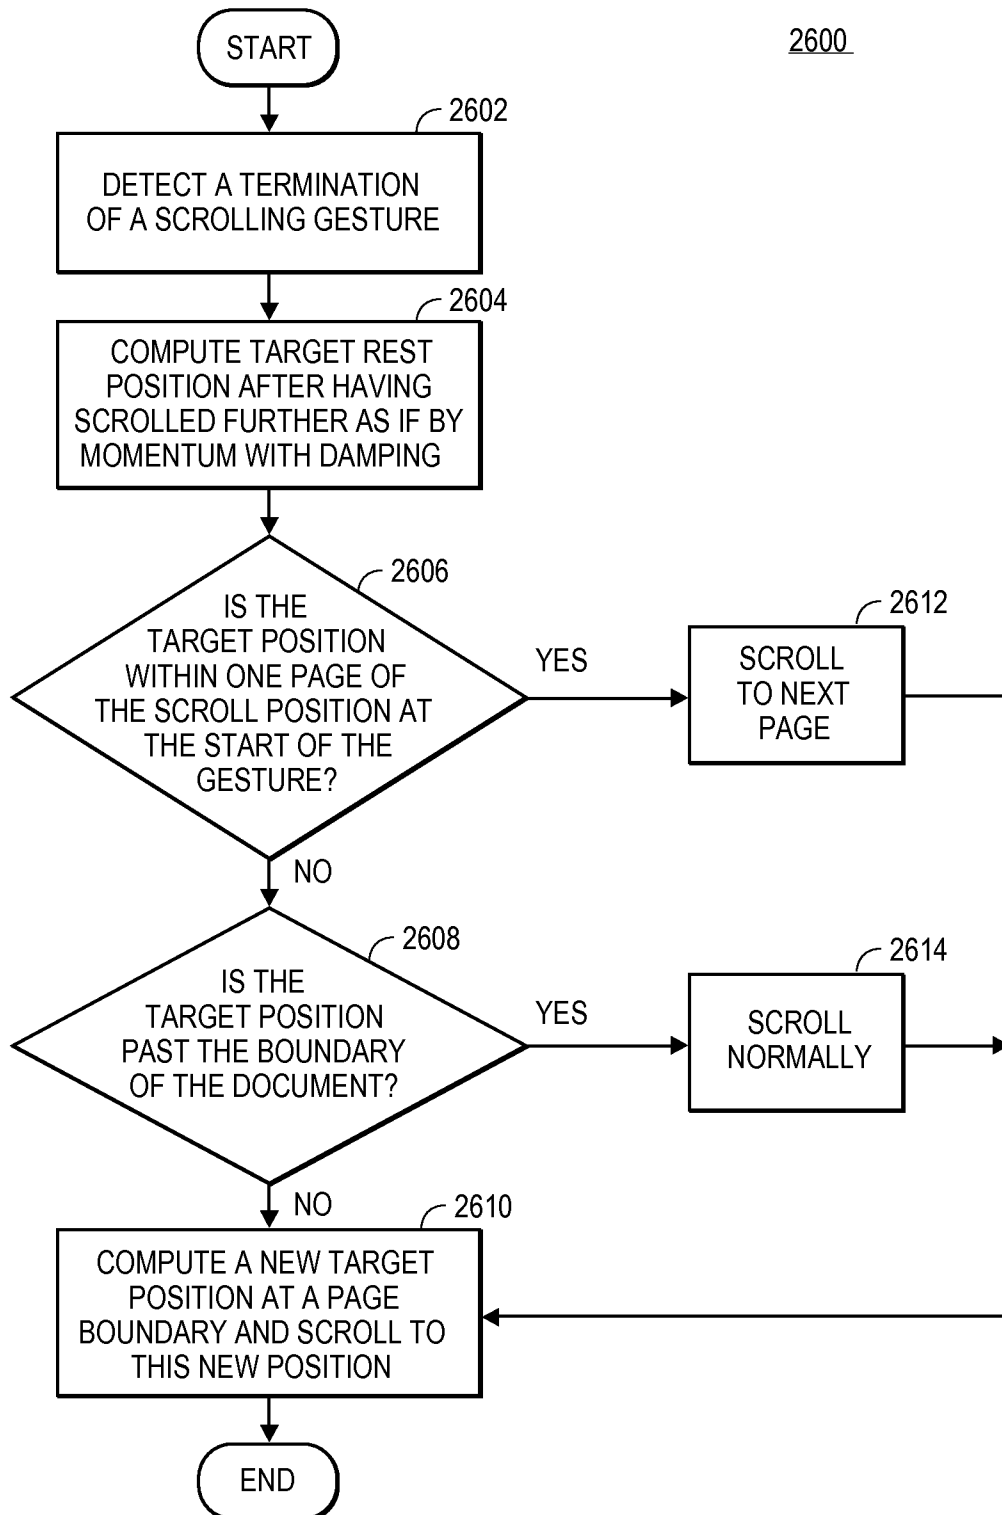 START
2600
2602
DETECT A TERMINATION
OF A SCROLLING GESTURE
2604
COMPUTE TARGET REST
POSITION AFTER HAVING
SCROLLED FURTHER AS IF BY
MOMENTUM WITH DAMPING
2606
IS THE
TARGET POSITION
WITHIN ONE PAGE OF
THE SCROLL POSITION AT
THE START OF THE
GESTURE?
YES
2612
SCROLL
TO NEXT
PAGE
NO
2608
IS THE
TARGET POSITION
PAST THE BOUNDARY
OF THE DOCUMENT?
YES
2614
SCROLL
NORMALLY
NO
2610
COMPUTE A NEW TARGET
POSITION AT A PAGE
BOUNDARY AND SCROLL TO
THIS NEW POSITION
END